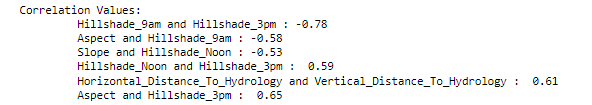 Correlation Values:
Hillshade_9am and Hillshade_3pm : -0.78
Aspect and Hillshade_9am : -0.58
Slope and Hillshade_Noon : -0.53
Hillshade_Noon and Hillshade_3pm :  0.59
Horizontal_Distance_To_Hydrology and Vertical_Distance_To_Hydrology :  0.61
Aspect and Hillshade_3pm :  0.65